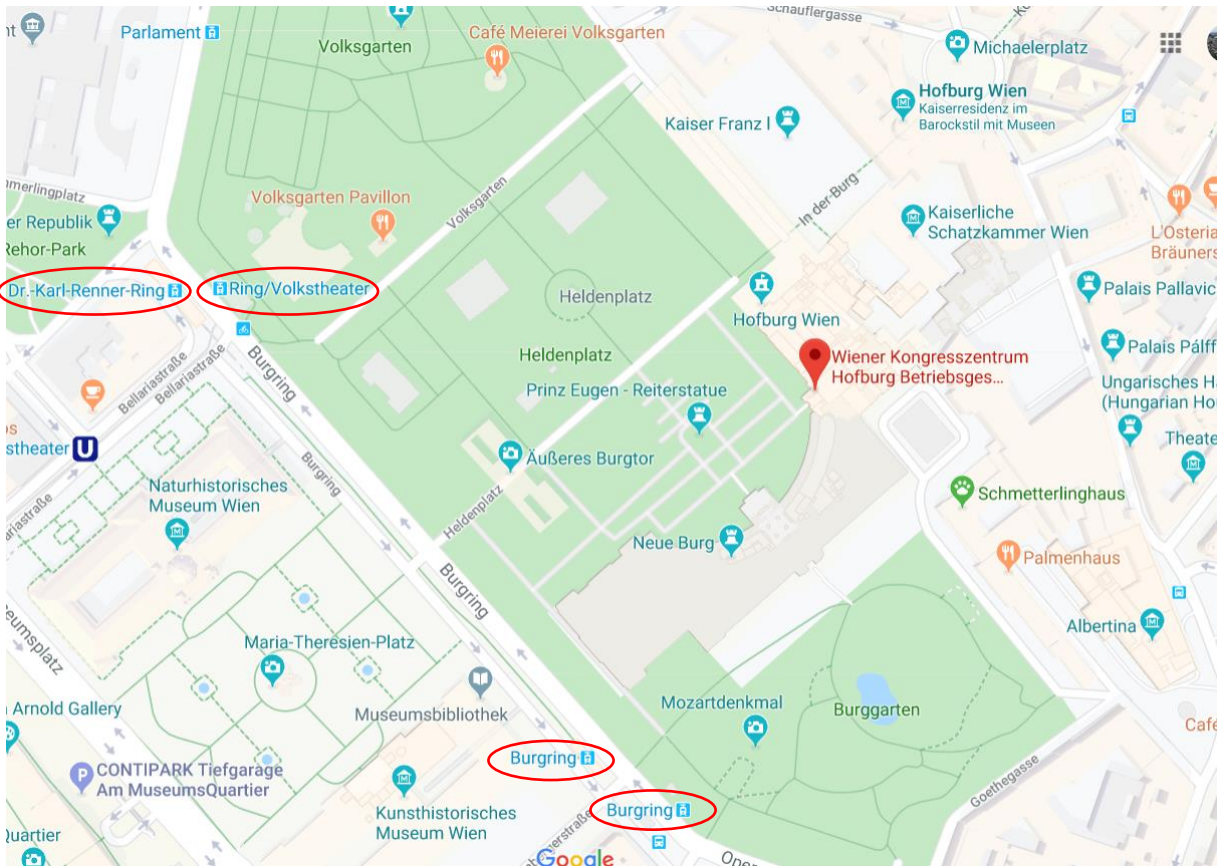 Schauflergasse
Parlament
Volksgarten
Café Meierei Volksgarten
Michaelerplatz
Hofburg Wien
Kaiserresidenz im
Barockstil mit Museen
Kaiser Franz I
Volksgarten Pavillon
Volksgarten
In-der-Burg
Kaiserliche
Schatzkammer Wien
L'Osteria
er Republik
Rehor-Park
Dr.-Karl-Renner-Ring
Ring/Volkstheater
Heldenplatz
Hofburg Wien
Palais Pallavic
Heldenplatz
Wiener Kongresszentrum
Hofburg Betriebsges...
Palais Pálff
Burgring
Bellariastraße
Bellariastraße
Prinz Eugen - Reiterstatue
Ungarisches Ha
(Hungarian Hou
stheater U
Äußeres Burgtor
Theate
Burgring
Naturhistorisches
Museum Wien
Heldenplatz
Schmetterlinghaus
Neue Burg
Palmenhaus
Burgring
Albertina
Maria-Theresien-Platz
Museumsbibliothek
Mozartdenkmal
Burggarten
Arnold Gallery
Café
Burgring
P CONTIPARK Tiefgarage
Am MuseumsQuartier
Goethegasse
Kunsthistorisches
Museum Wien
Burgring
Quartier
Google